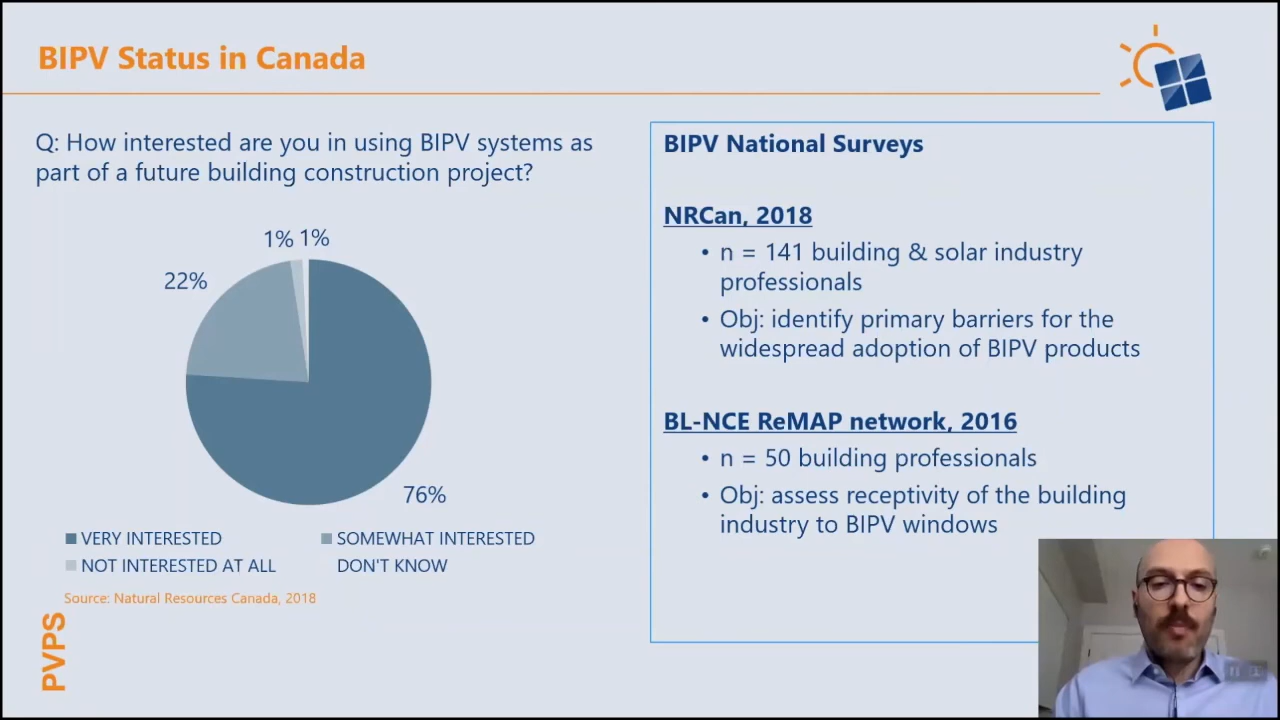 BIPV Status in Canada
Q: How interested are you in using BIPV systems as
part of a future building construction project?
1% 1%
22%
76%
VERY INTERESTED
SOMEWHAT INTERESTED
NOT INTERESTED AT ALL
DON'T KNOW
Source: Natural Resources Canada, 2018
PVPS
BIPV National Surveys
NRCan, 2018
• n = 141 building & solar industry
professionals
• Obj: identify primary barriers for the
widespread adoption of BIPV products
BL-NCE ReMAP network, 2016
• n = 50 building professionals
• Obj: assess receptivity of the building
industry to BIPV windows